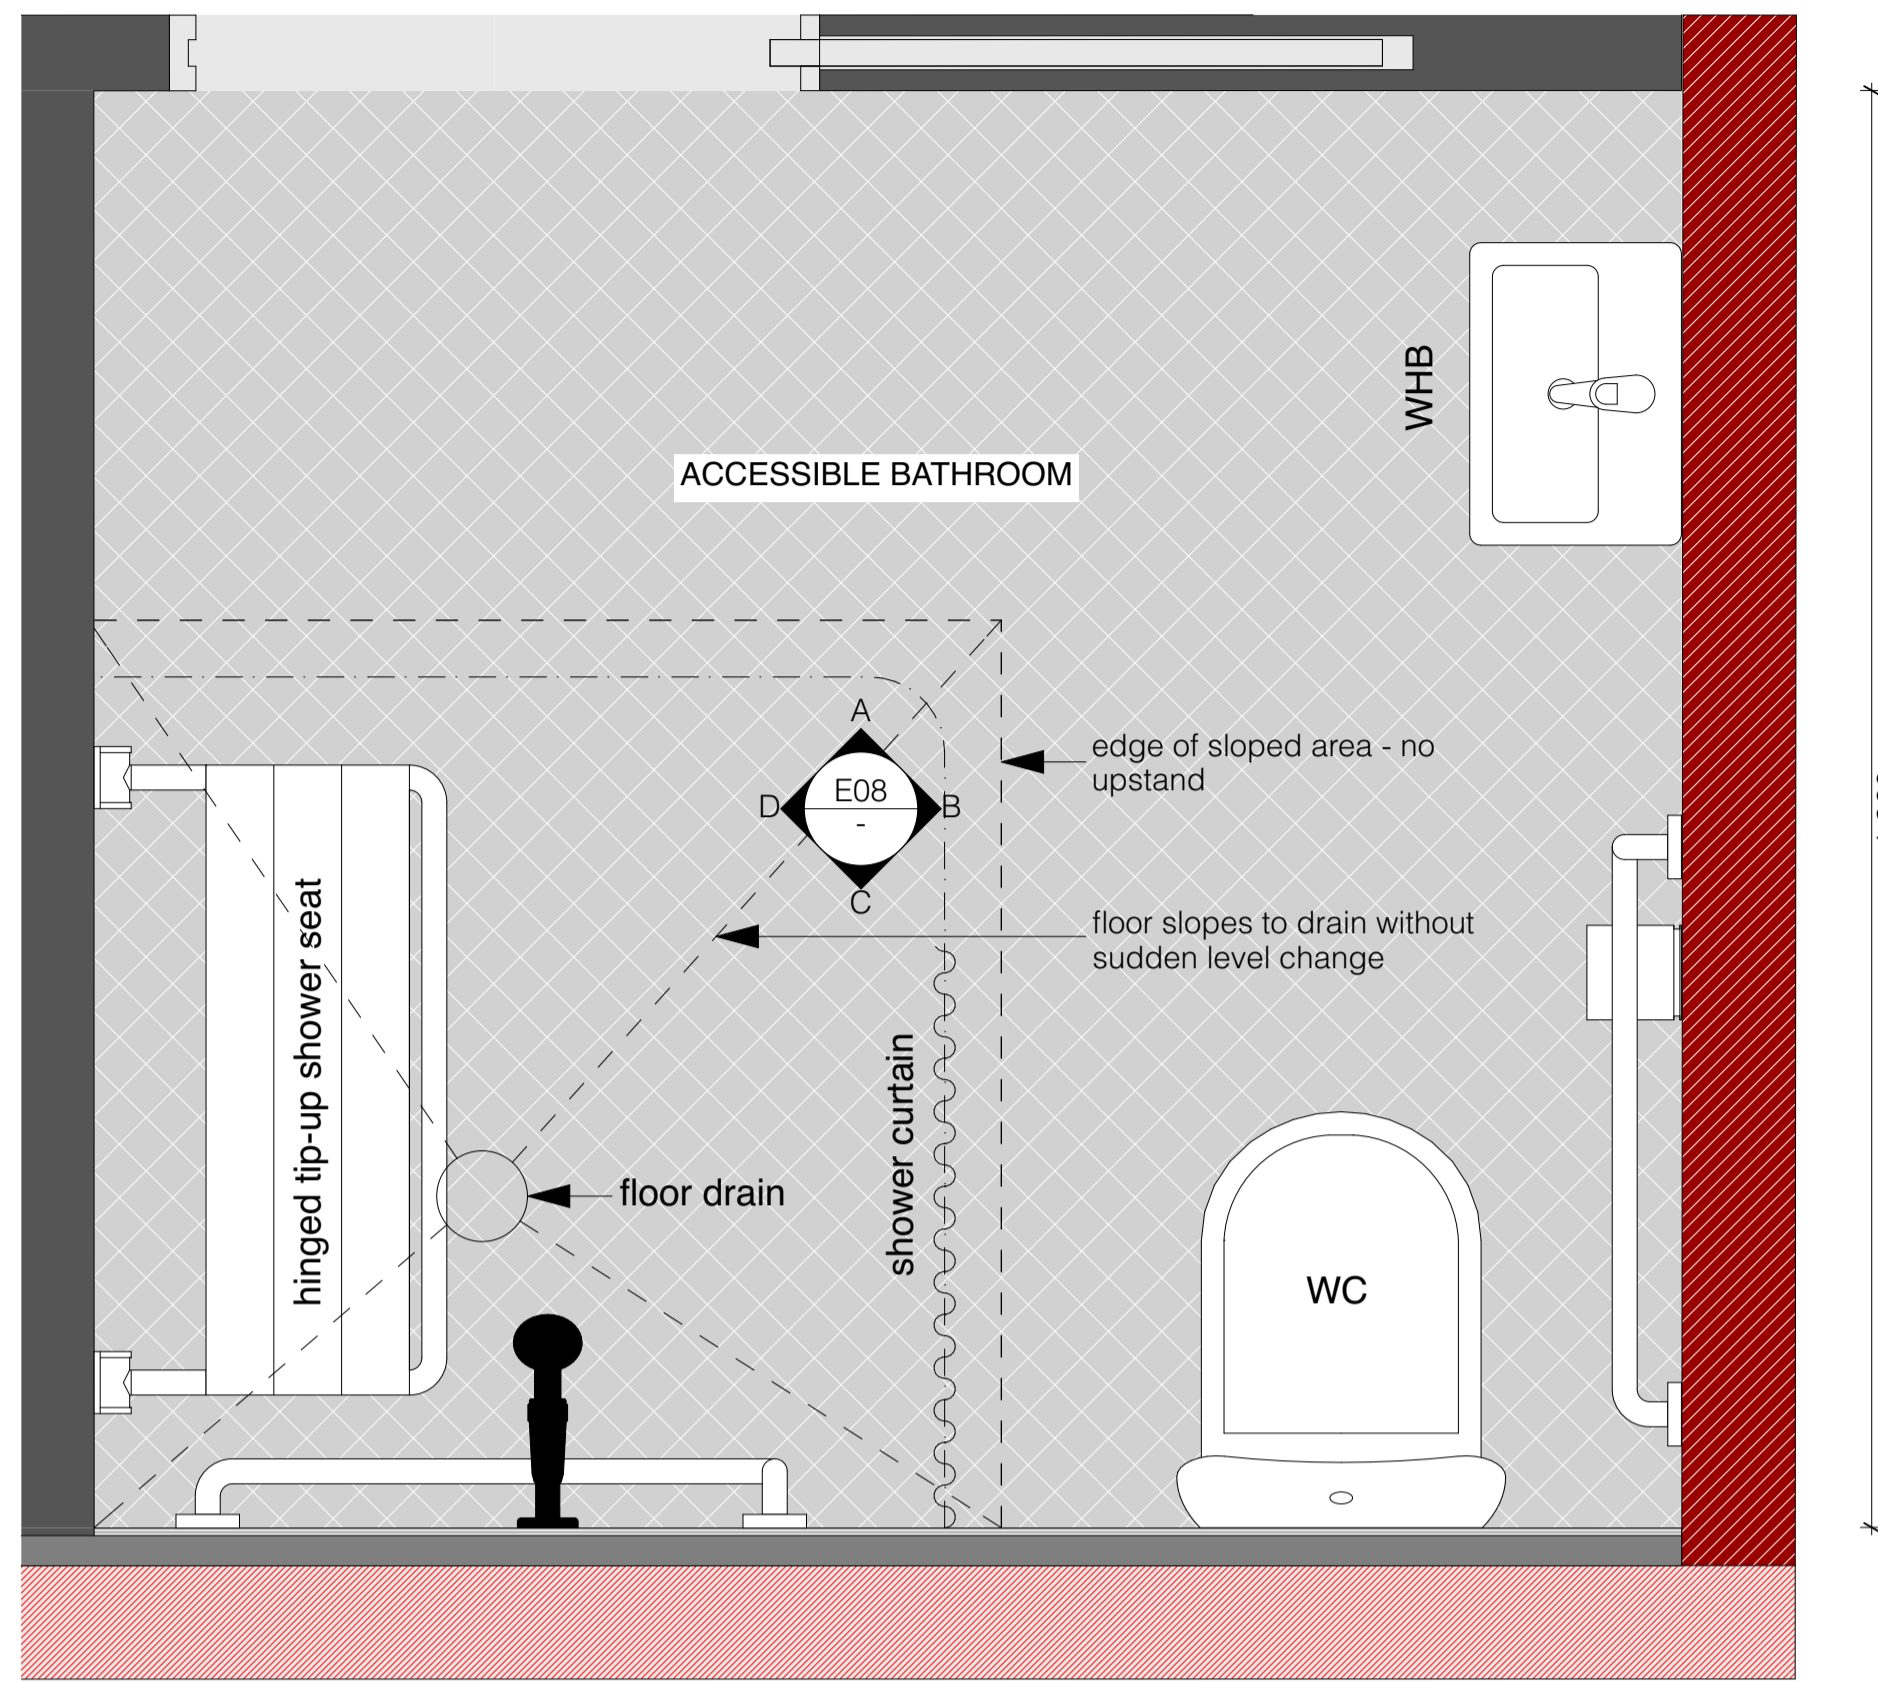 WHB
ACCESSIBLE BATHROOM
A
edge of sloped area - no
upstand
E08
-
D
B
C
floor slopes to drain without
sudden level change
hinged tip-up shower seat
shower curtain
floor drain
WC